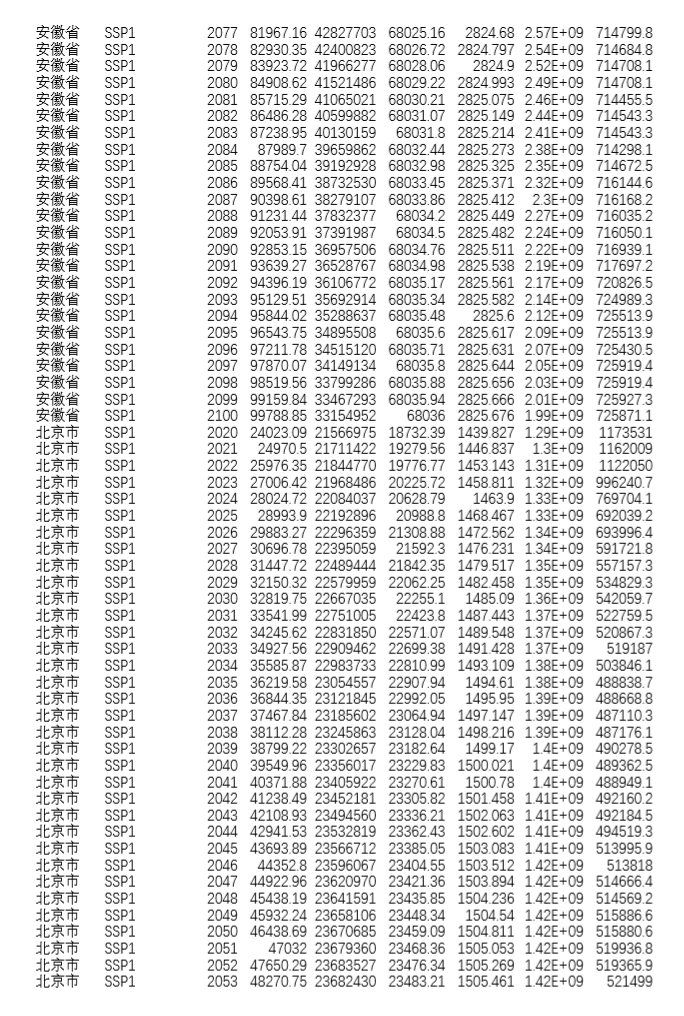 安徽省 SSP1 2077 81967.16 42827703 68025.16 2824.68 2.57E+09 714799.8
安徽省 SSP1 2078 82930.35 42400823 68026.72 2824.797 2.54E+09 714684.8
安徽省 SSP1 2079 83923.72 41966277 68028.06 2824.9 2.52E+09 714708.1
安徽省 SSP1 2080 84908.62 41521486 68029.22 2824.993 2.49E+09 714708.1
安徽省 SSP1 2081 85715.29 41065021 68030.21 2825.075 2.46E+09 714455.5
安徽省 SSP1 2082 86486.28 40599882 68031.07 2825.149 2.44E+09 714543.3
安徽省 SSP1 2083 87238.95 40130159 68031.8 2825.214 2.41E+09 714543.3
安徽省 SSP1 2084 87989.7 39659862 68032.44 2825.273 2.38E+09 714298.1
安徽省 SSP1 2085 88754.04 39192928 68032.98 2825.325 2.35E+09 714672.5
安徽省 SSP1 2086 89568.41 38732530 68033.45 2825.371 2.32E+09 716144.6
安徽省 SSP1 2087 90398.61 38279107 68033.86 2825.412 2.3E+09 716168.2
安徽省 SSP1 2088 91231.44 37832377 68034.2 2825.449 2.27E+09 716035.2
安徽省 SSP1 2089 92053.91 37391987 68034.5 2825.482 2.24E+09 716050.1
安徽省 SSP1 2090 92853.15 36957506 68034.76 2825.511 2.22E+09 716939.1
安徽省 SSP1 2091 93639.27 36528767 68034.98 2825.538 2.19E+09 717697.2
安徽省 SSP1 2092 94396.19 36106772 68035.17 2825.561 2.17E+09 720826.5
安徽省 SSP1 2093 95129.51 35692914 68035.34 2825.582 2.14E+09 724989.3
安徽省 SSP1 2094 95844.02 35288637 68035.48 2825.6 2.12E+09 725513.9
安徽省 SSP1 2095 96543.75 34895508 68035.6 2825.617 2.09E+09 725513.9
安徽省 SSP1 2096 97211.78 34515120 68035.71 2825.631 2.07E+09 725430.5
安徽省 SSP1 2097 97870.07 34149134 68035.8 2825.644 2.05E+09 725919.4
安徽省 SSP1 2098 98519.56 33799286 68035.88 2825.656 2.03E+09 725919.4
安徽省 SSP1 2099 99159.84 33467293 68035.94 2825.666 2.01E+09 725927.3
安徽省 SSP1 2100 99788.85 33154952 68036 2825.676 1.99E+09 725871.1
北京市 SSP1 2020 24023.09 21566975 18732.39 1439.827 1.29E+09 1173531
北京市 SSP1 2021 24970.5 21711422 19279.56 1446.837 1.3E+09 1162009
北京市 SSP1 2022 25976.35 21844770 19776.77 1453.143 1.31E+09 1122050
北京市 SSP1 2023 27006.42 21968486 20225.72 1458.811 1.32E+09 996240.7
北京市 SSP1 2024 28024.72 22084037 20628.79 1463.9 1.33E+09 769704.1
北京市 SSP1 2025 28993.9 22192896 20988.8 1468.467 1.33E+09 692039.2
北京市 SSP1 2026 29883.27 22296359 21308.88 1472.562 1.34E+09 693996.4
北京市 SSP1 2027 30696.78 22395059 21592.3 1476.231 1.34E+09 591721.8
北京市 SSP1 2028 31447.72 22489444 21842.35 1479.517 1.35E+09 557157.3
北京市 SSP1 2029 32150.32 22579959 22062.25 1482.458 1.35E+09 534829.3
北京市 SSP1 2030 32819.75 22667035 22255.1 1485.09 1.36E+09 542059.7
北京市 SSP1 2031 33541.99 22751005 22423.8 1487.443 1.37E+09 522759.5
北京市 SSP1 2032 34245.62 22831850 22571.07 1489.548 1.37E+09 520867.3
北京市 SSP1 2033 34927.56 22909462 22699.38 1491.428 1.37E+09 519187
北京市 SSP1 2034 35585.87 22983733 22810.99 1493.109 1.38E+09 503846.1
北京市 SSP1 2035 36219.58 23054557 22907.94 1494.61 1.38E+09 488838.7
北京市 SSP1 2036 36844.35 23121845 22992.05 1495.95 1.39E+09 488668.8
北京市 SSP1 2037 37467.84 23185602 23064.94 1497.147 1.39E+09 487110.3
北京市 SSP1 2038 38112.28 23245863 23128.04 1498.216 1.39E+09 487176.1
北京市 SSP1 2039 38799.22 23302657 23182.64 1499.17 1.4E+09 490278.5
北京市 SSP1 2040 39549.96 23356017 23229.83 1500.021 1.4E+09 489362.5
北京市 SSP1 2041 40371.88 23405922 23270.61 1500.78 1.4E+09 488949.1
北京市 SSP1 2042 41238.49 23452181 23305.82 1501.458 1.41E+09 492160.2
北京市 SSP1 2043 42108.93 23494560 23336.21 1502.063 1.41E+09 492184.5
北京市 SSP1 2044 42941.53 23532819 23362.43 1502.602 1.41E+09 494519.3
北京市 SSP1 2045 43693.89 23566712 23385.05 1503.083 1.41E+09 513995.9
北京市 SSP1 2046 44352.8 23596067 23404.55 1503.512 1.42E+09 513818
北京市 SSP1 2047 44922.96 23620970 23421.36 1503.894 1.42E+09 514666.4
北京市 SSP1 2048 45438.19 23641591 23435.85 1504.236 1.42E+09 514569.2
北京市 SSP1 2049 45932.24 23658106 23448.34 1504.54 1.42E+09 515886.6
北京市 SSP1 2050 46438.69 23670685 23459.09 1504.811 1.42E+09 515880.6
北京市 SSP1 2051 47032 23679360 23468.36 1505.053 1.42E+09 519936.8
北京市 SSP1 2052 47650.29 23683527 23476.34 1505.269 1.42E+09 519365.9
北京市 SSP1 2053 48270.75 23682430 23483.21 1505.461 1.42E+09 521499